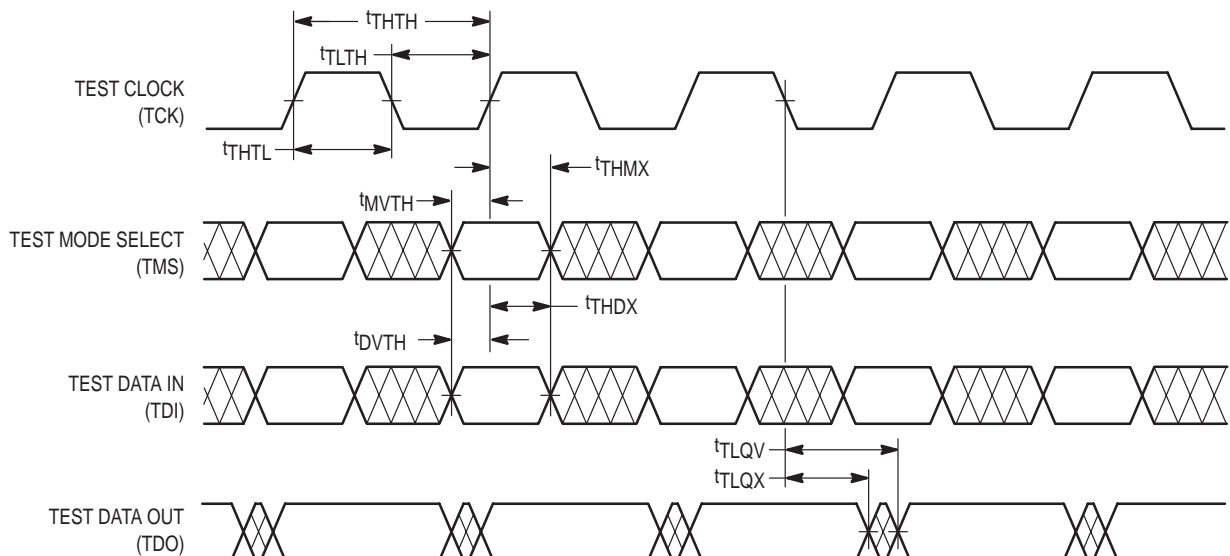 tTHTH
tTLTH
TEST CLOCK
(TCK)
tTHTL
tTHMX
tMVTH
TEST MODE SELECT
(TMS)
tTHDX
tDVTH
TEST DATA IN
(TDI)
tTLQV
tTLQX
TEST DATA OUT
(TDO)